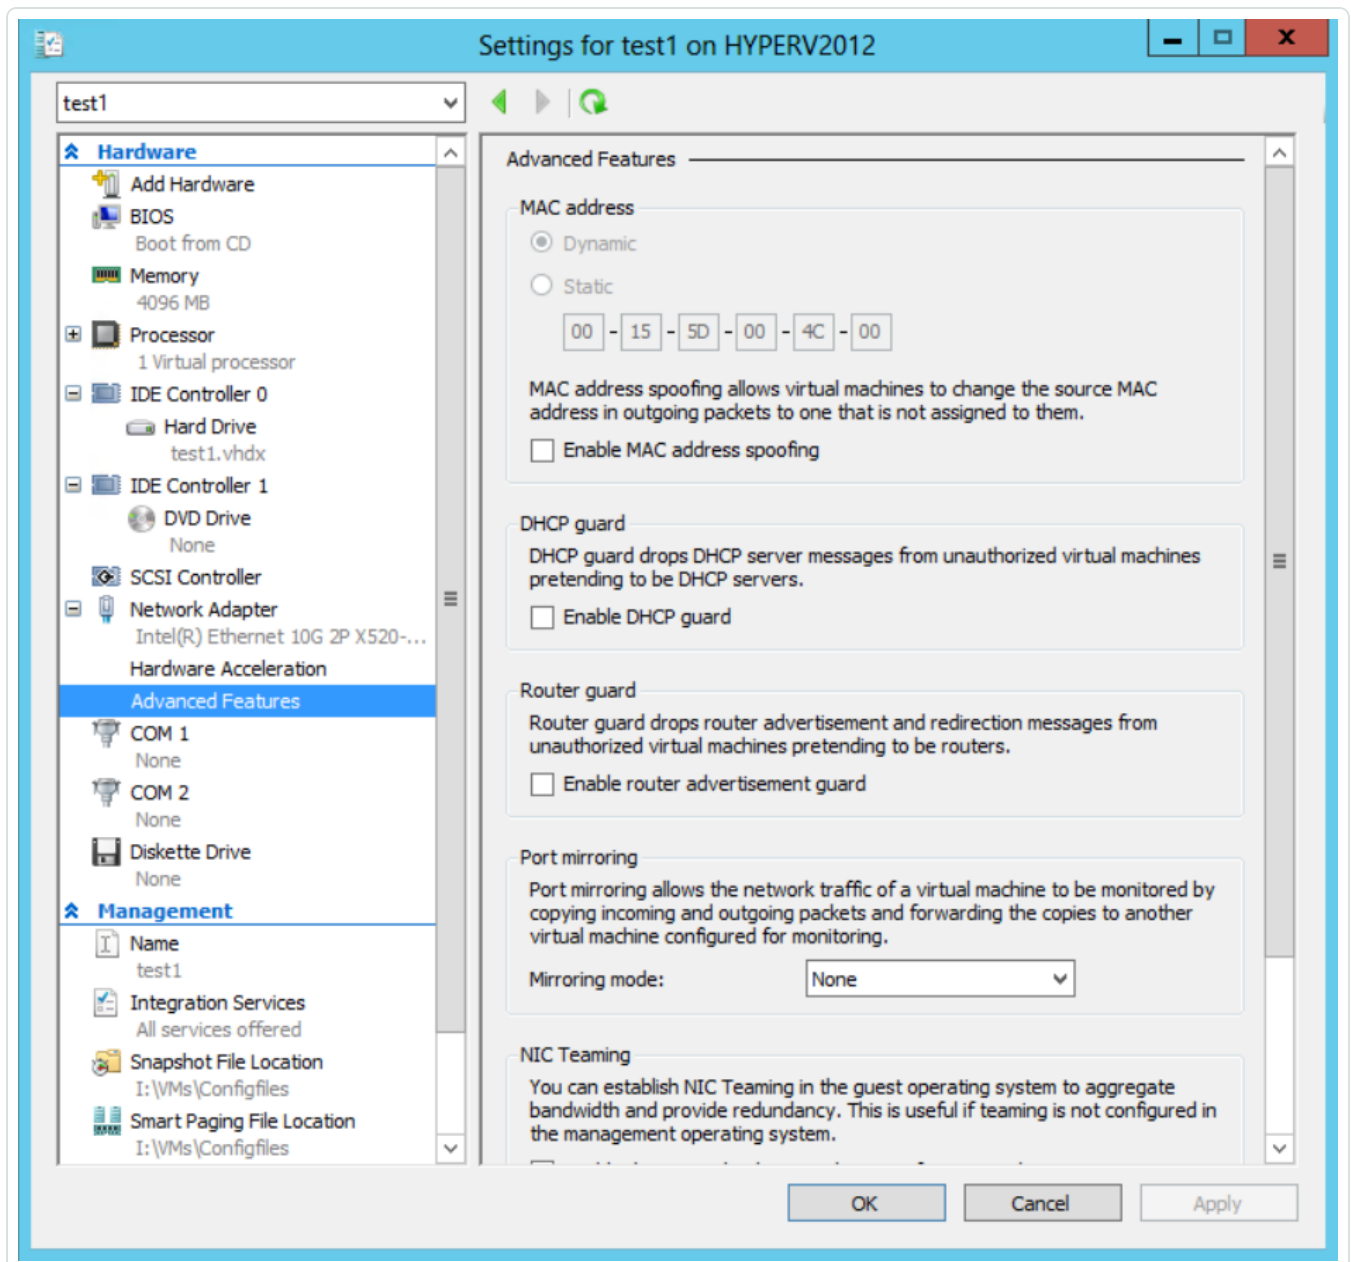 Settings for test1 on HYPERV2012
test1
Hardware
Add Hardware
BIOS
Boot from CD
Memory
4096 MB
Processor
1 Virtual processor
IDE Controller 0
Hard Drive
test1.vhdx
IDE Controller 1
DVD Drive
None
SCSI Controller
Network Adapter
Intel(R) Ethernet 10G 2P X520-...
Hardware Acceleration
Advanced Features
COM 1
None
COM 2
None
Diskette Drive
None
Management
Name
test1
Integration Services
All services offered
Snapshot File Location
I:\VMs\Configfiles
Smart Paging File Location
I:\VMs\Configfiles
Advanced Features
MAC address
Dynamic
Static
00 - 15 - 5D - 00 - 4C - 00
MAC address spoofing allows virtual machines to change the source MAC
address in outgoing packets to one that is not assigned to them.
Enable MAC address spoofing
DHCP guard
DHCP guard drops DHCP server messages from unauthorized virtual machines
pretending to be DHCP servers.
Enable DHCP guard
Router guard
Router guard drops router advertisement and redirection messages from
unauthorized virtual machines pretending to be routers.
Enable router advertisement guard
Port mirroring
Port mirroring allows the network traffic of a virtual machine to be monitored by
copying incoming and outgoing packets and forwarding the copies to another
virtual machine configured for monitoring.
Mirroring mode: None
NIC Teaming
You can establish NIC Teaming in the guest operating system to aggregate
bandwidth and provide redundancy. This is useful if teaming is not configured in
the management operating system.
OK Cancel Apply